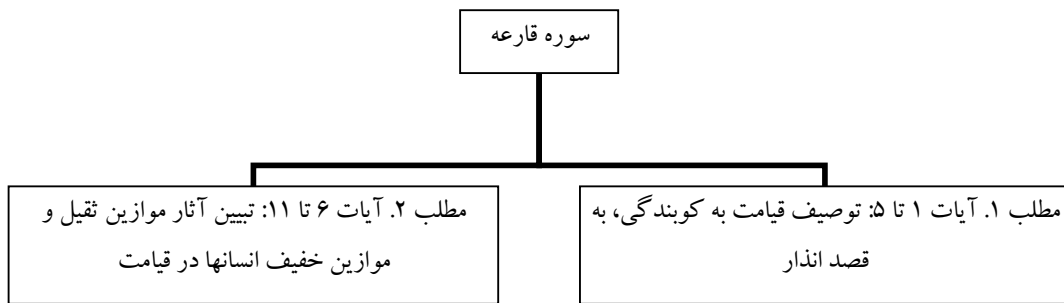 سوره قارعه
مطلب ۱. آیات ۱ تا ۵: توصیف قیامت به کوبندگی، به
قصد انذار
مطلب ۲. آیات ۶ تا ۱۱: تبیین آثار موازین ثقیل و
موازین خفیف انسانها در قیامت